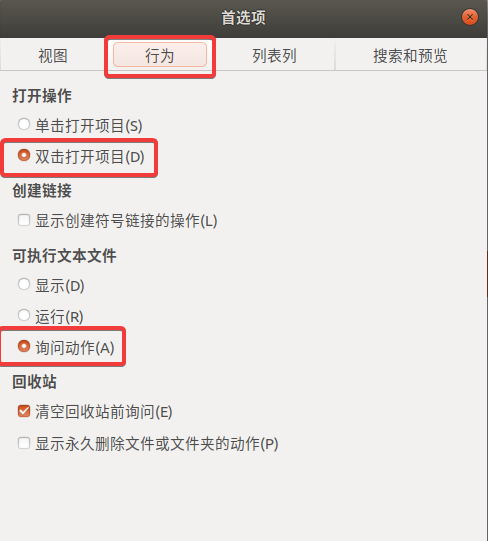 首选项
视图 行为 列表列 搜索和预览
打开操作
单击打开项目(S)
双击打开项目(D)
创建链接
显示创建符号链接的操作(L)
可执行文本文件
显示(D)
运行(R)
询问动作(A)
回收站
清空回收站前询问(E)
显示永久删除文件或文件夹的动作(P)